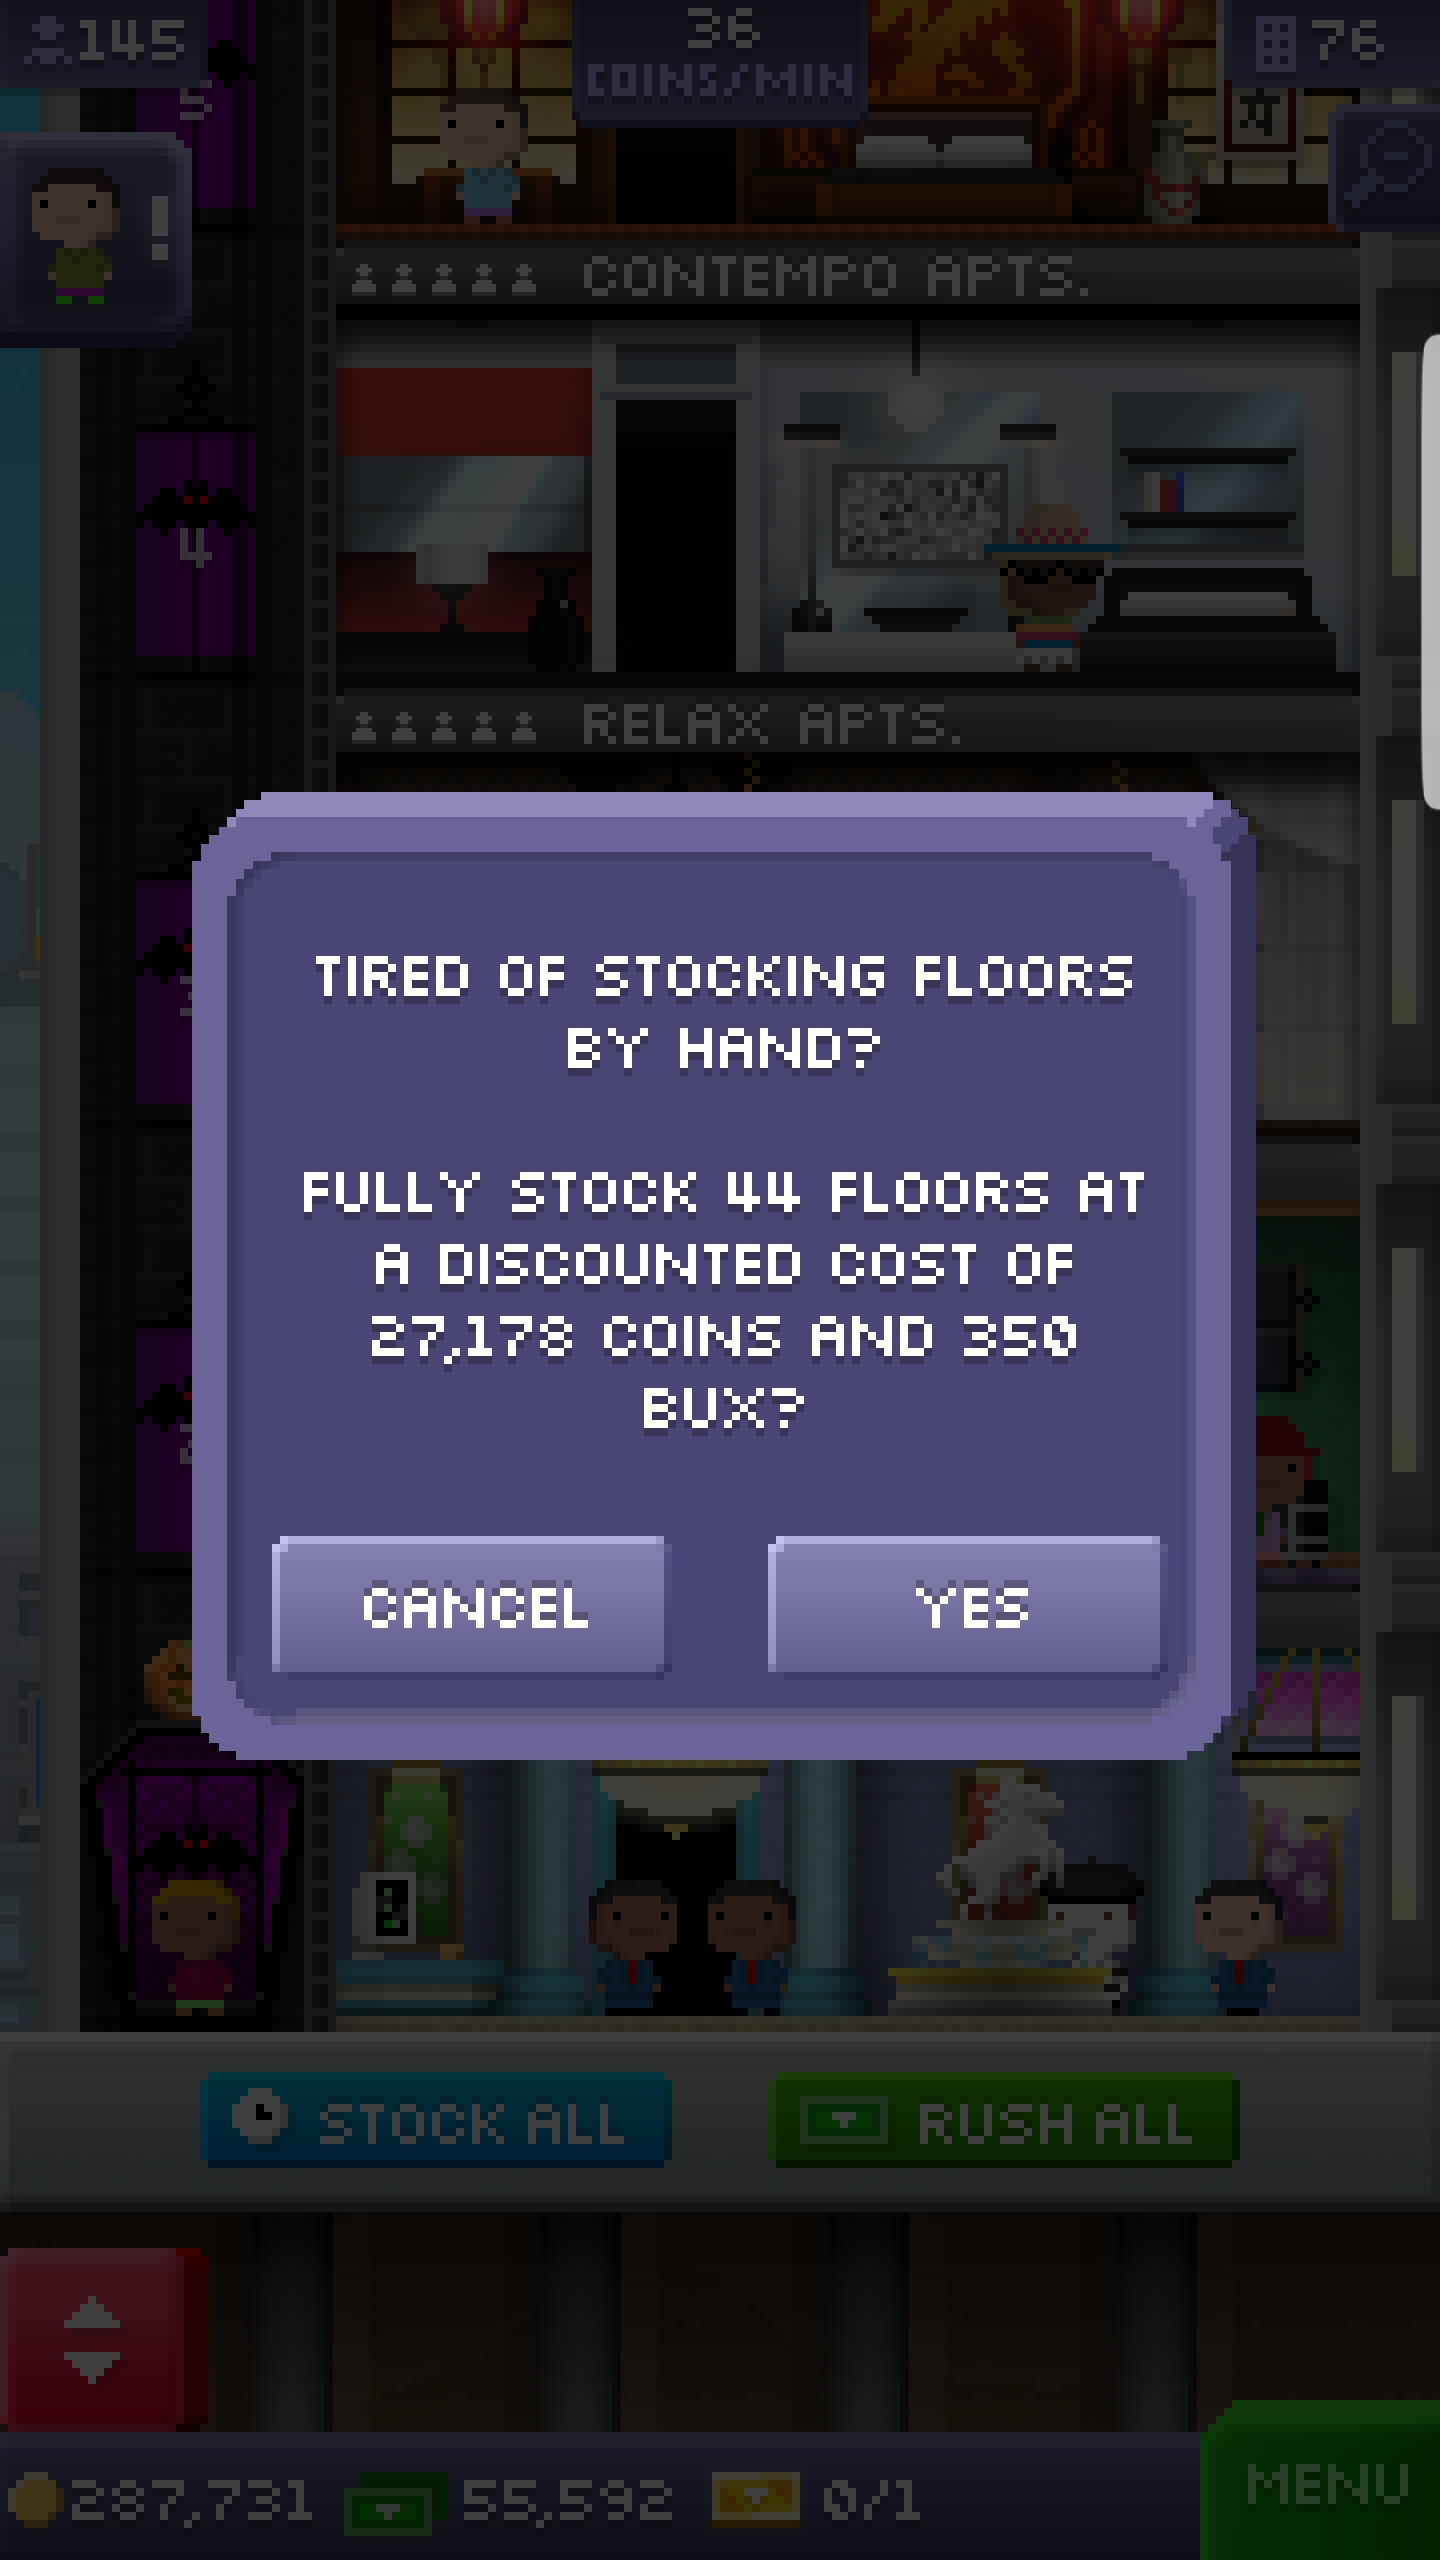 145
36
COINS/MIN
76
5
!
CONTEMPO APTS.
4
RELAX APTS.
TIRED OF STOCKING FLOORS
BY HAND?
FULLY STOCK 44 FLOORS AT
A DISCOUNTED COST OF
27,178 COINS AND 350
BUX?
CANCEL
YES
STOCK ALL
RUSH ALL
287,731
55,592
0/1
MENU